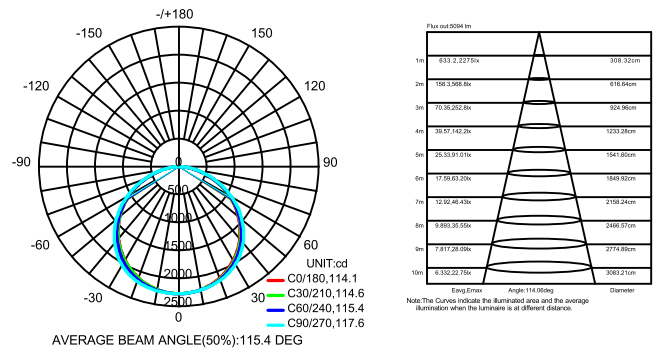 -/+180
-150
150
-120
120
-90
90
-60
60
-30
30
0
0
500
1000
1500
2000
2500
UNIT:cd
C0/180,114.1
C30/210,114.6
C60/240,115.4
C90/270,117.6
AVERAGE BEAM ANGLE(50%):115.4 DEG
Flux out:5094 lm
1m 633.2,2275lx 308.32cm
2m 158.3,568.8lx 616.64cm
3m 70.35,252.8lx 924.96cm
4m 39.57,142.2lx 1233.28cm
5m 25.33,91.01lx 1541.60cm
6m 17.59,63.20lx 1849.92cm
7m 12.92,46.43lx 2158.24cm
8m 9.893,35.55lx 2466.57cm
9m 7.817,28.09lx 2774.89cm
10m 6.332,22.75lx 3083.21cm
Eavg,Emax Angle:114.06deg Diameter
Note:The Curves indicate the illuminated area and the average
illumination when the luminaire is at different distance.